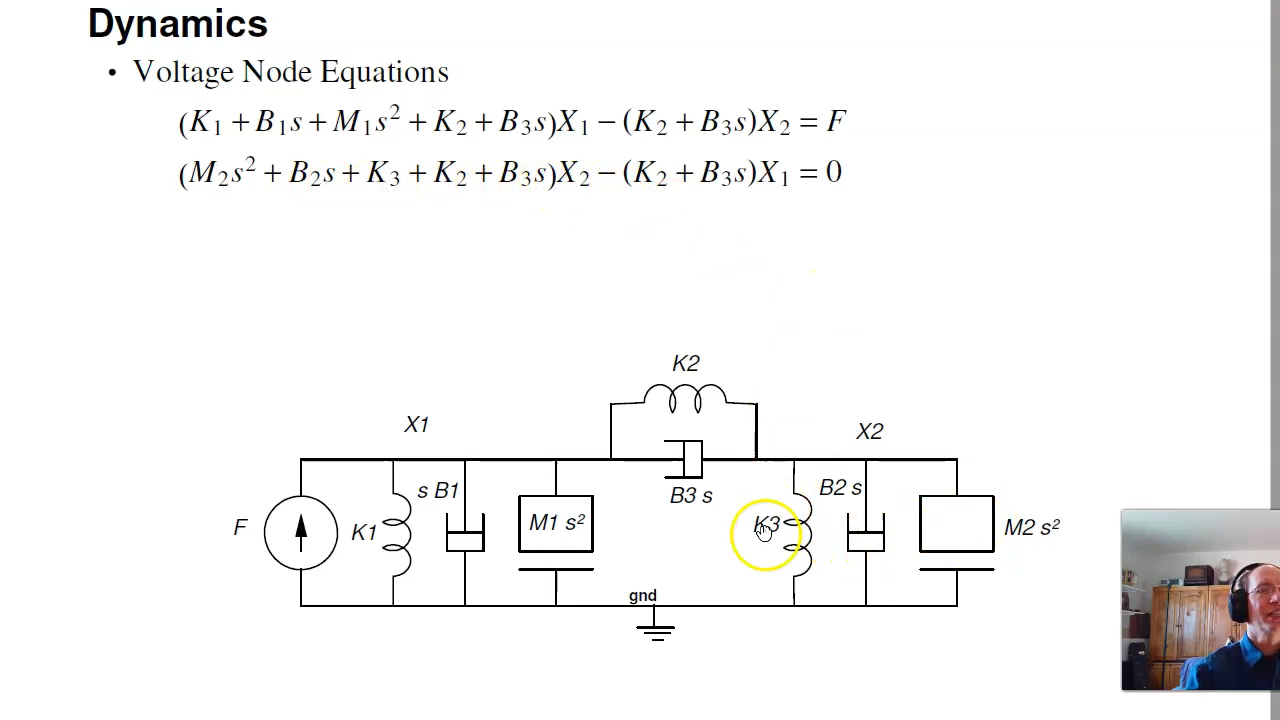 Dynamics
• Voltage Node Equations
(K₁ + B₁s + M₁s² + K₂ + B₃s)X₁ − (K₂ + B₃s)X₂ = F
(M₂s² + B₂s + K₃ + K₂ + B₃s)X₂ − (K₂ + B₃s)X₁ = 0
K2
X1
X2
s B1
B3 s
B2 s
F
K1
M1 s²
K3
M2 s²
gnd